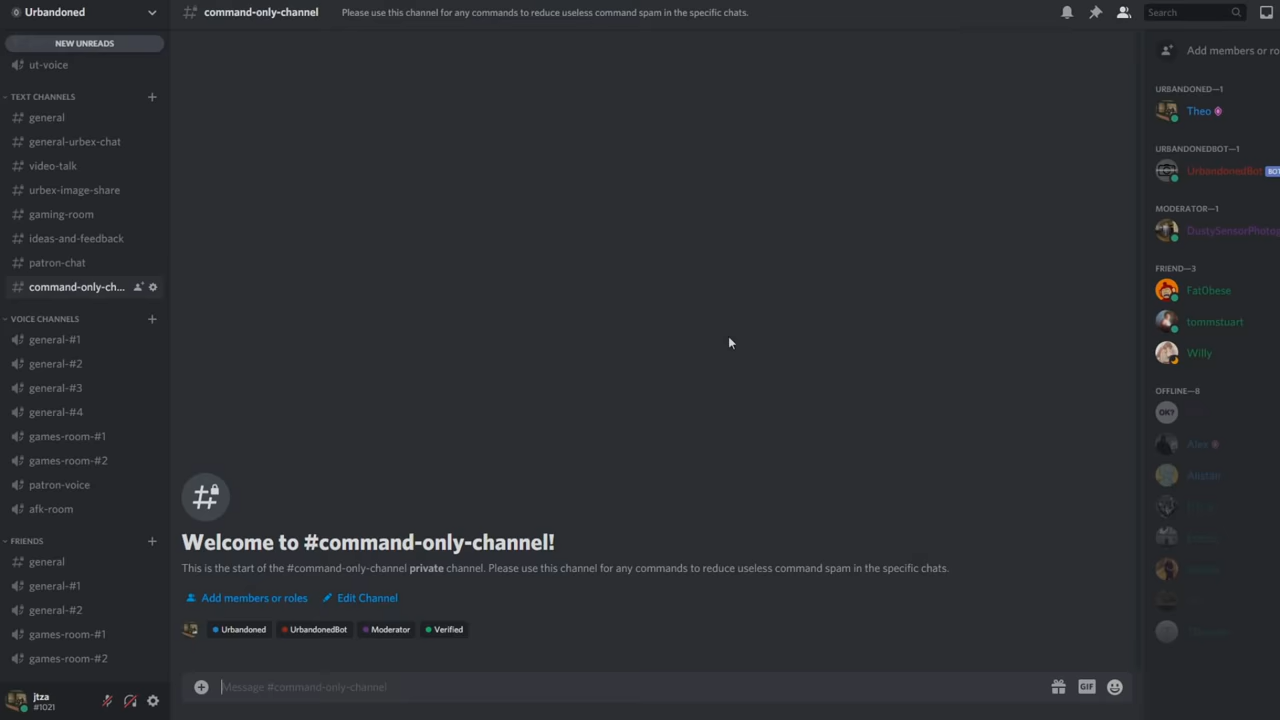 Urbandoned
NEW UNREADS
ut-voice
TEXT CHANNELS
general
general-urbex-chat
video-talk
urbex-image-share
gaming-room
ideas-and-feedback
patron-chat
command-only-ch...
VOICE CHANNELS
general-#1
general-#2
general-#3
general-#4
games-room-#1
games-room-#2
patron-voice
afk-room
FRIENDS
general
general-#1
general-#2
games-room-#1
games-room-#2
jtza
#1021
command-only-channel Please use this channel for any commands to reduce useless command spam in the specific chats.
Search
Welcome to #command-only-channel!
This is the start of the #command-only-channel private channel. Please use this channel for any commands to reduce useless command spam in the specific chats.
Add members or roles Edit Channel
Urbandoned UrbandonedBot Moderator Verified
Message #command-only-channel
GIF
Add members or ro
URBANDONED—1
Theo
URBANDONEDBOT—1
UrbandonedBot BOT
MODERATOR—1
DustySensorPhotog
FRIEND—3
Fat0bese
tommstuart
Willy
OFFLINE—8
OK?
Alex